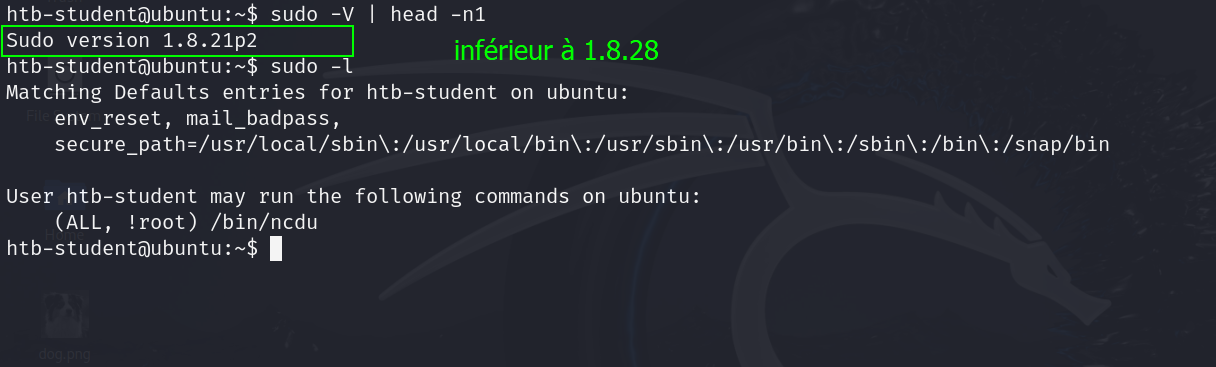 htb-student@ubuntu:~$ sudo -V | head -n1
Sudo version 1.8.21p2
inférieur à 1.8.28
htb-student@ubuntu:~$ sudo -l
Matching Defaults entries for htb-student on ubuntu:
    env_reset, mail_badpass,
    secure_path=/usr/local/sbin\:/usr/local/bin\:/usr/sbin\:/usr/bin\:/sbin\:/bin\:/snap/bin

User htb-student may run the following commands on ubuntu:
    (ALL, !root) /bin/ncdu
htb-student@ubuntu:~$
Home
dog.png